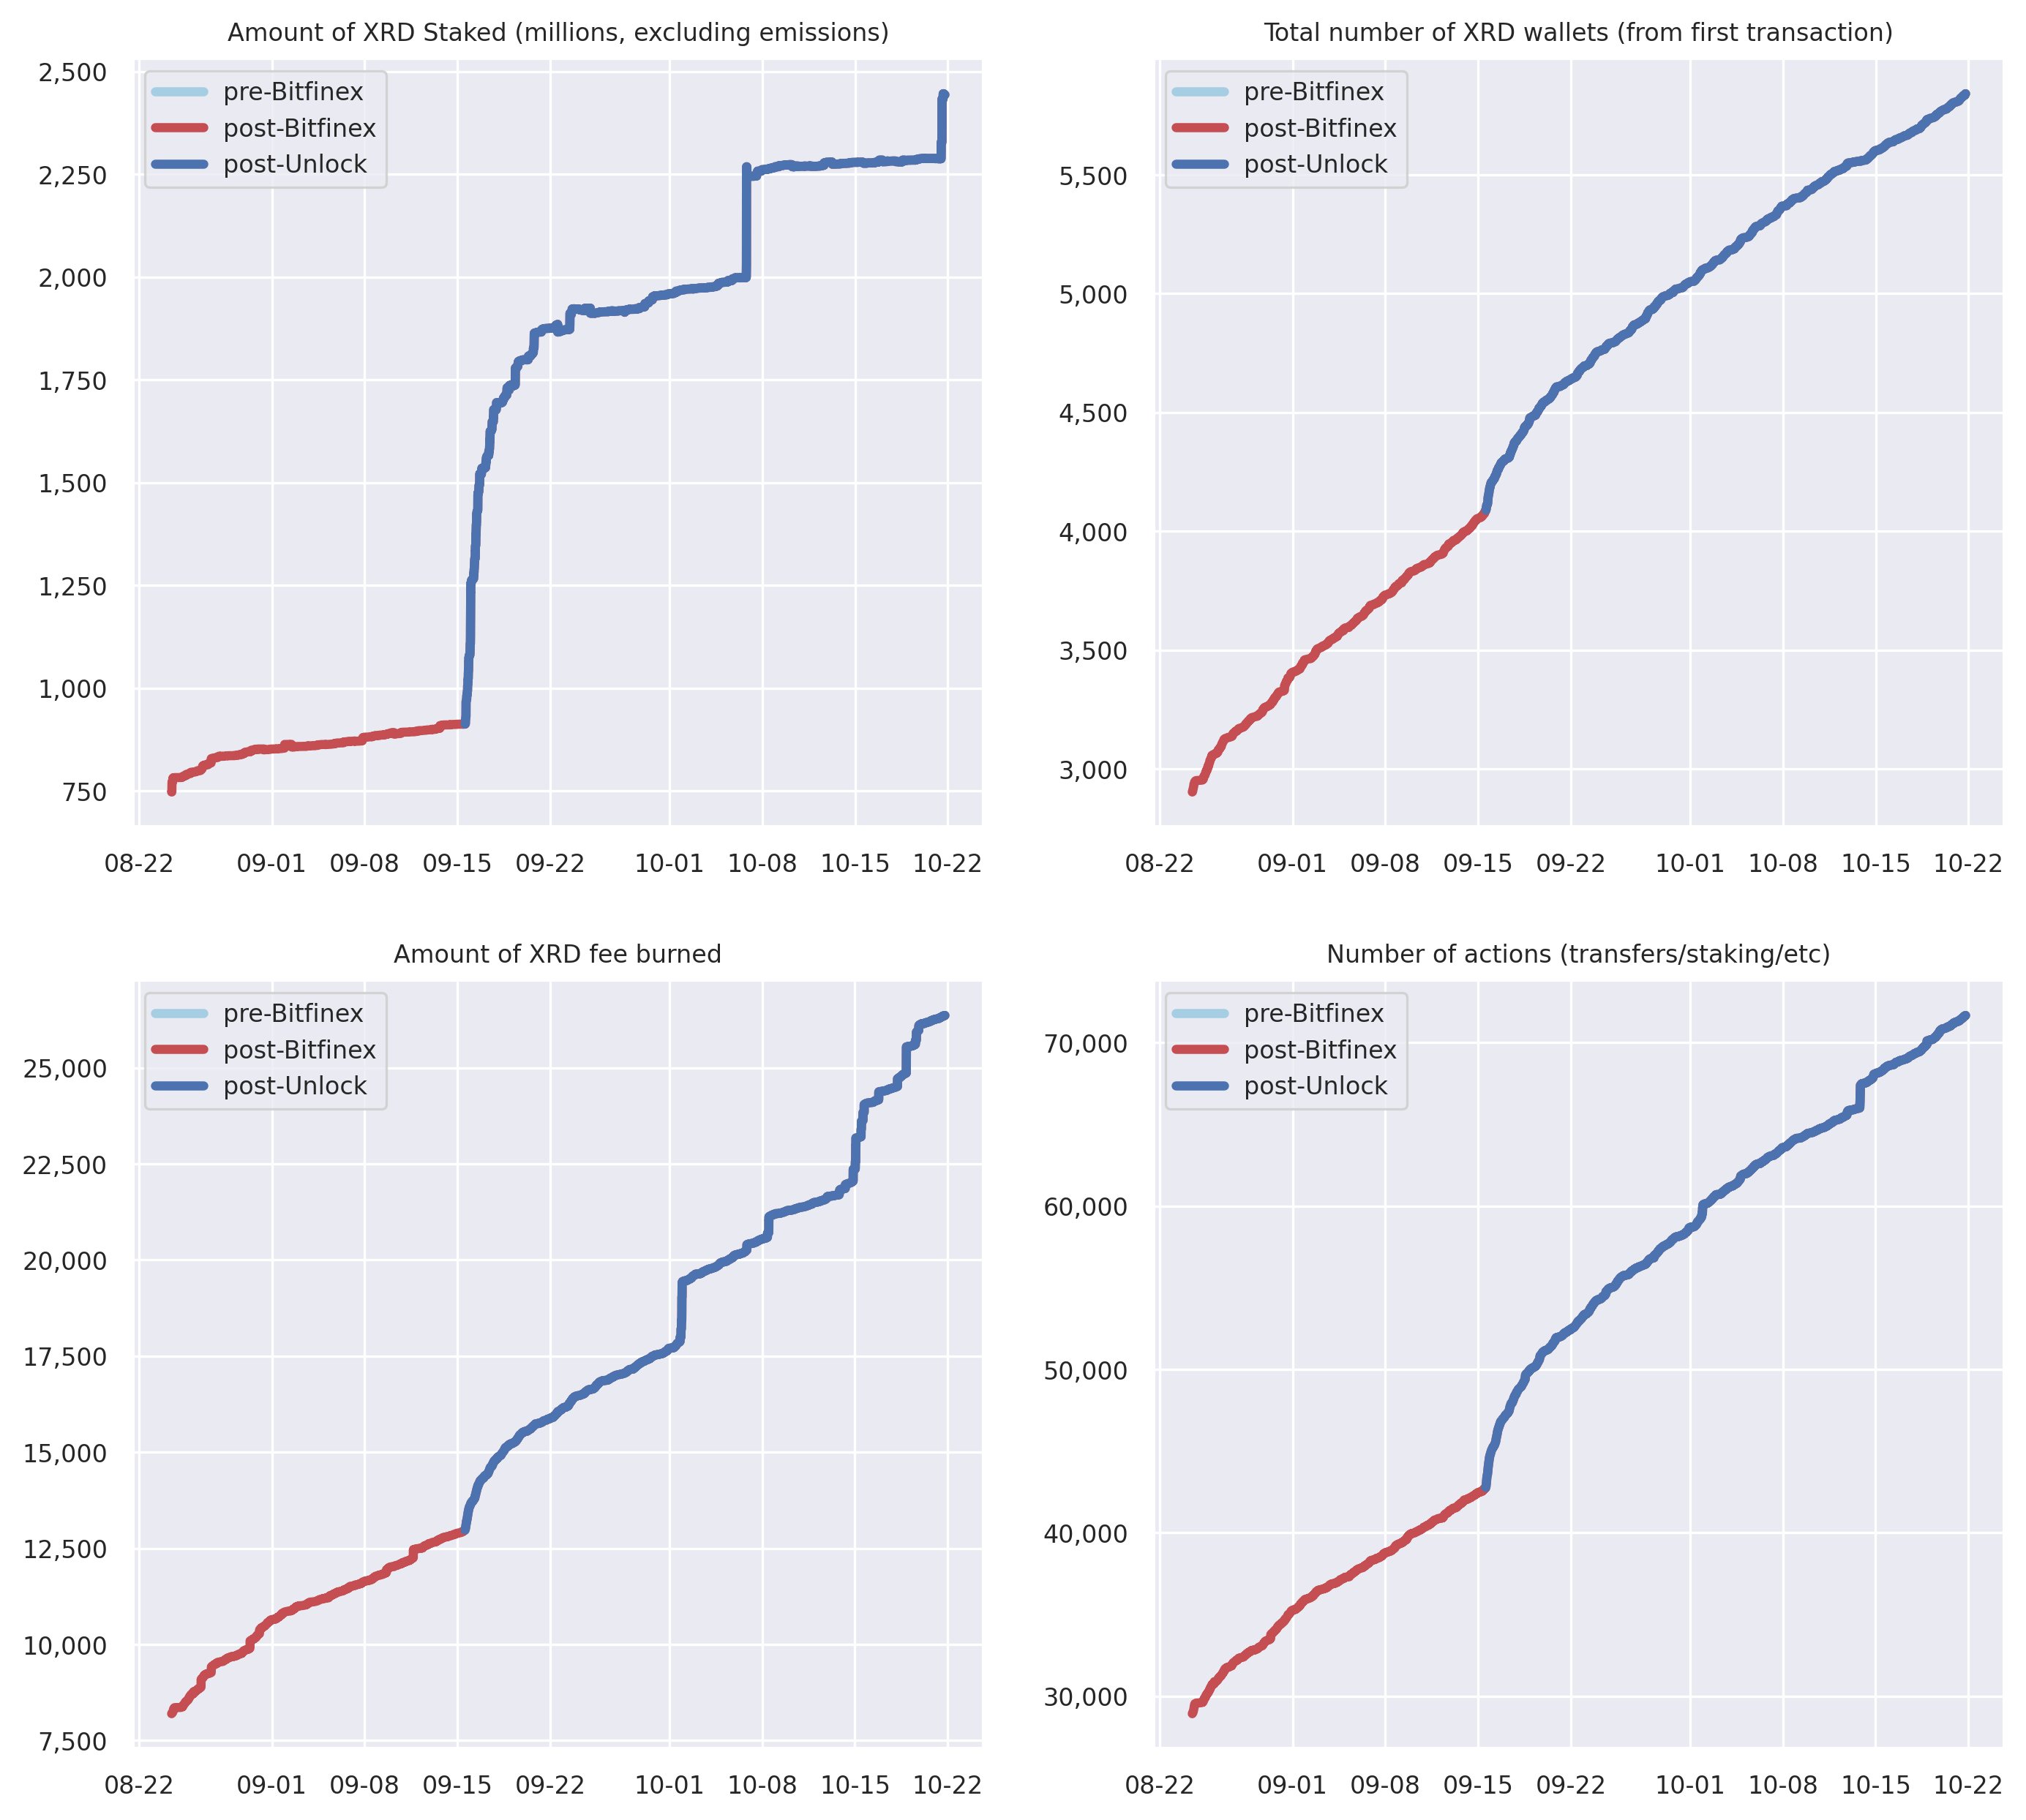 Amount of XRD Staked (millions, excluding emissions)
2,500
2,250
2,000
1,750
1,500
1,250
1,000
750
pre-Bitfinex
post-Bitfinex
post-Unlock
08-22 09-01 09-08 09-15 09-22 10-01 10-08 10-15 10-22
Total number of XRD wallets (from first transaction)
5,500
5,000
4,500
4,000
3,500
3,000
pre-Bitfinex
post-Bitfinex
post-Unlock
08-22 09-01 09-08 09-15 09-22 10-01 10-08 10-15 10-22
Amount of XRD fee burned
25,000
22,500
20,000
17,500
15,000
12,500
10,000
7,500
pre-Bitfinex
post-Bitfinex
post-Unlock
08-22 09-01 09-08 09-15 09-22 10-01 10-08 10-15 10-22
Number of actions (transfers/staking/etc)
70,000
60,000
50,000
40,000
30,000
pre-Bitfinex
post-Bitfinex
post-Unlock
08-22 09-01 09-08 09-15 09-22 10-01 10-08 10-15 10-22